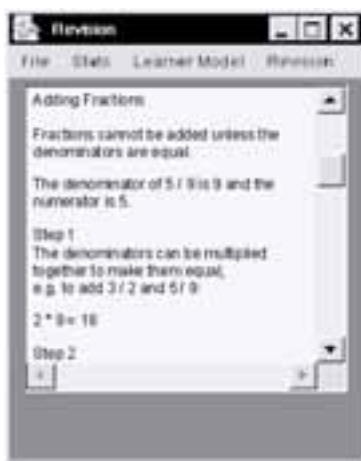 Revision
File Stats Learner Model Revision
Adding Fractions
Fractions cannot be added unless the
denominators are equal.
The denominator of 5 / 9 is 9 and the
numerator is 5.
Step 1
The denominators can be multiplied
together to make them equal,
e.g. to add 3 / 2 and 5 / 9:
2 * 9 = 18
Step 2